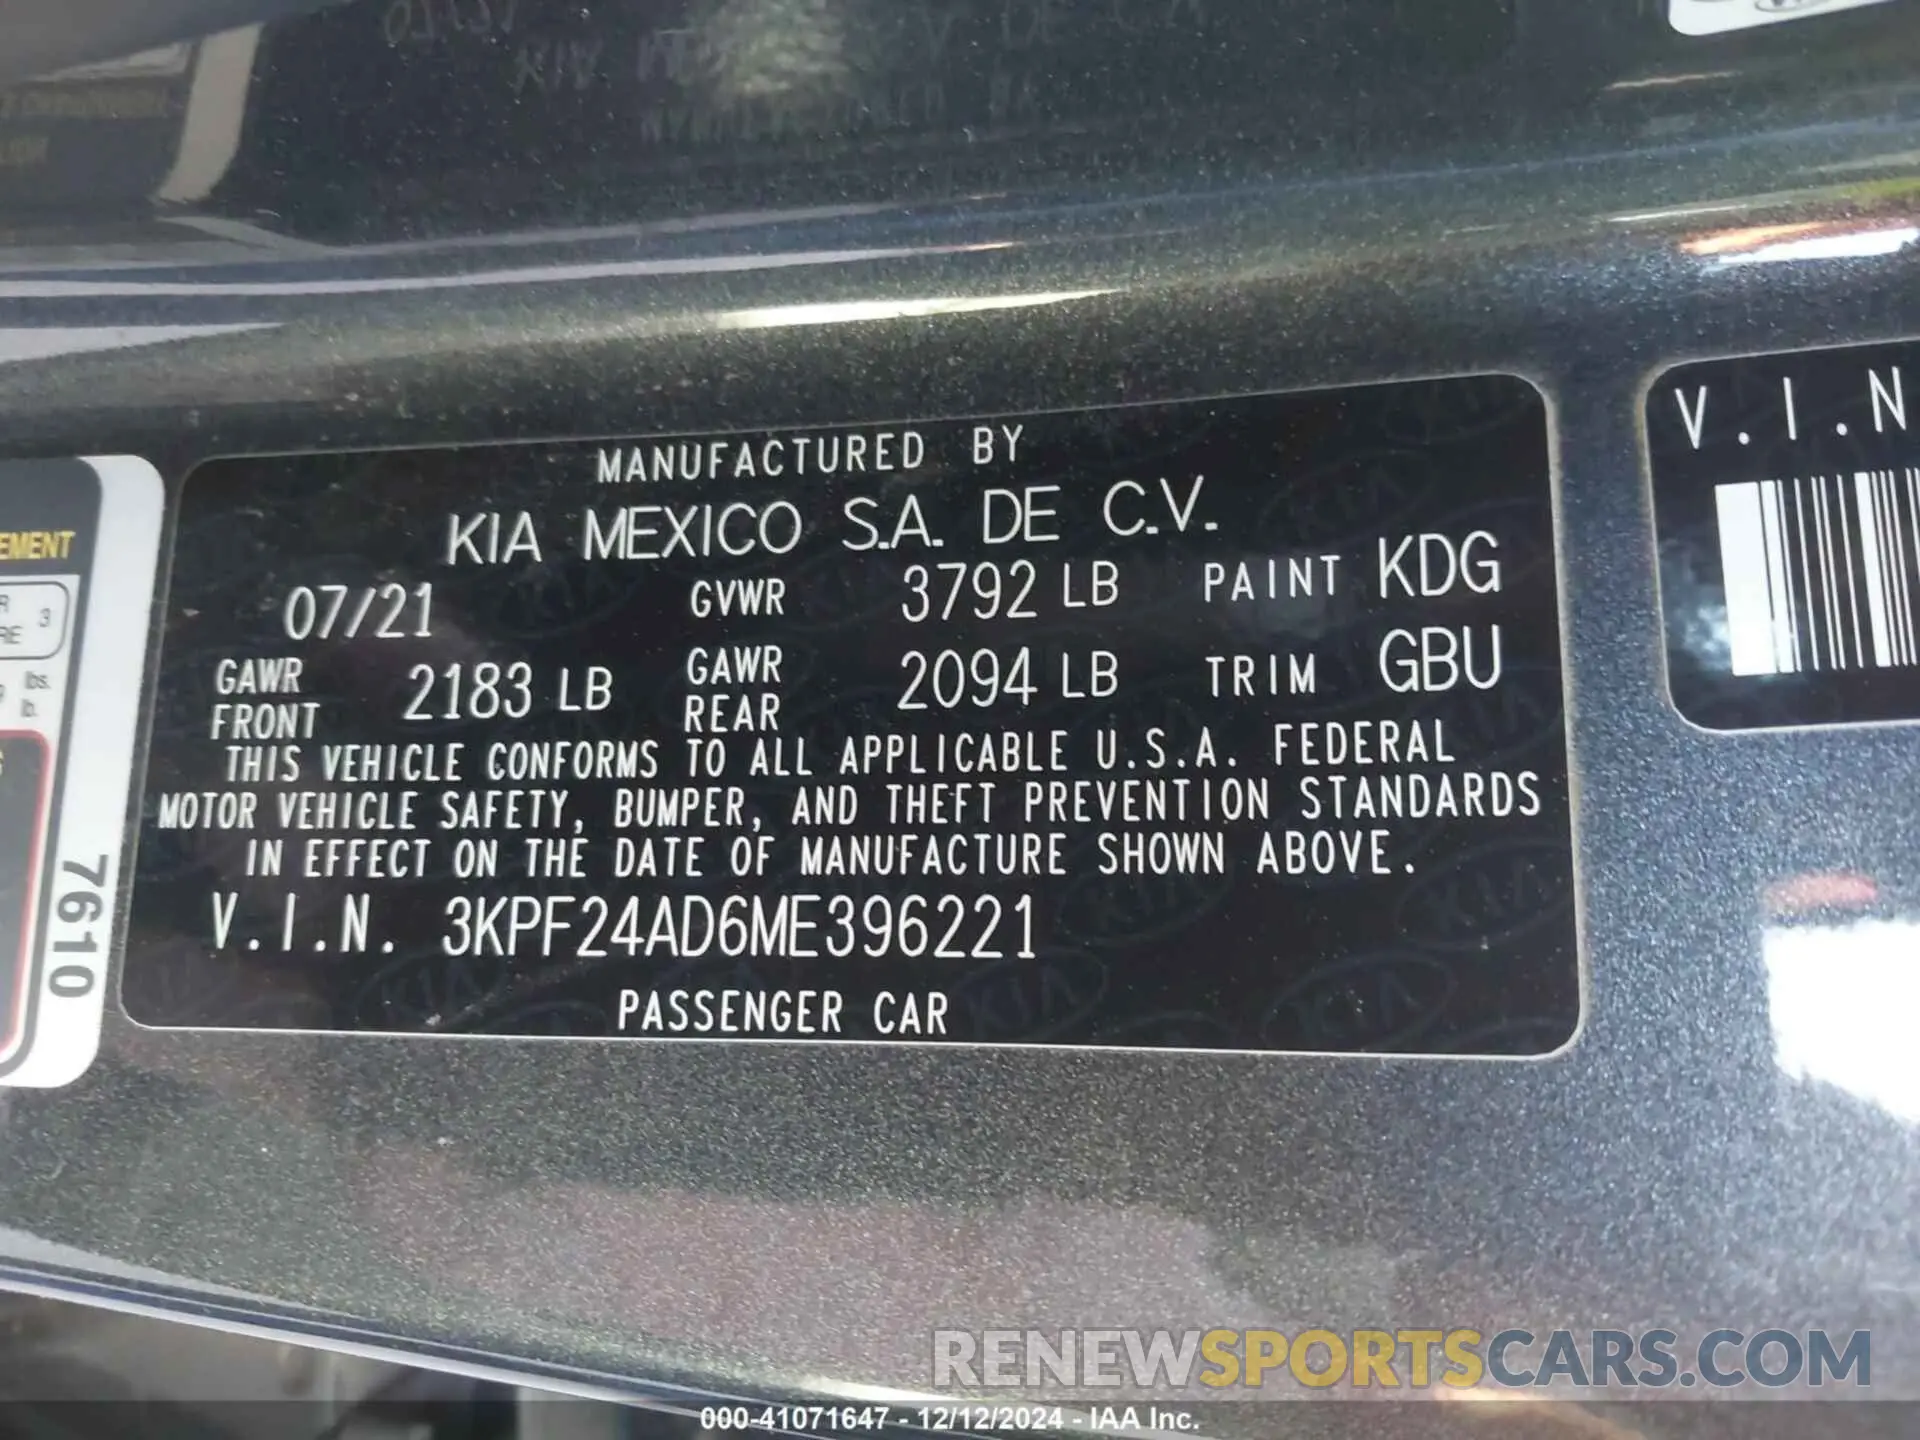 MANUFACTURED BY
KIA MEXICO S.A. DE C.V.
07/21 GVWR 3792 LB PAINT KDG
GAWR FRONT 2183 LB GAWR REAR 2094 LB TRIM GBU
THIS VEHICLE CONFORMS TO ALL APPLICABLE U.S.A. FEDERAL
MOTOR VEHICLE SAFETY, BUMPER, AND THEFT PREVENTION STANDARDS
IN EFFECT ON THE DATE OF MANUFACTURE SHOWN ABOVE.
V.I.N. 3KPF24AD6ME396221
PASSENGER CAR
V.I.N
3
lbs.
lb.
7610
RENEWSPORTSCARS.COM
000-41071647 - 12/12/2024 - IAA Inc.